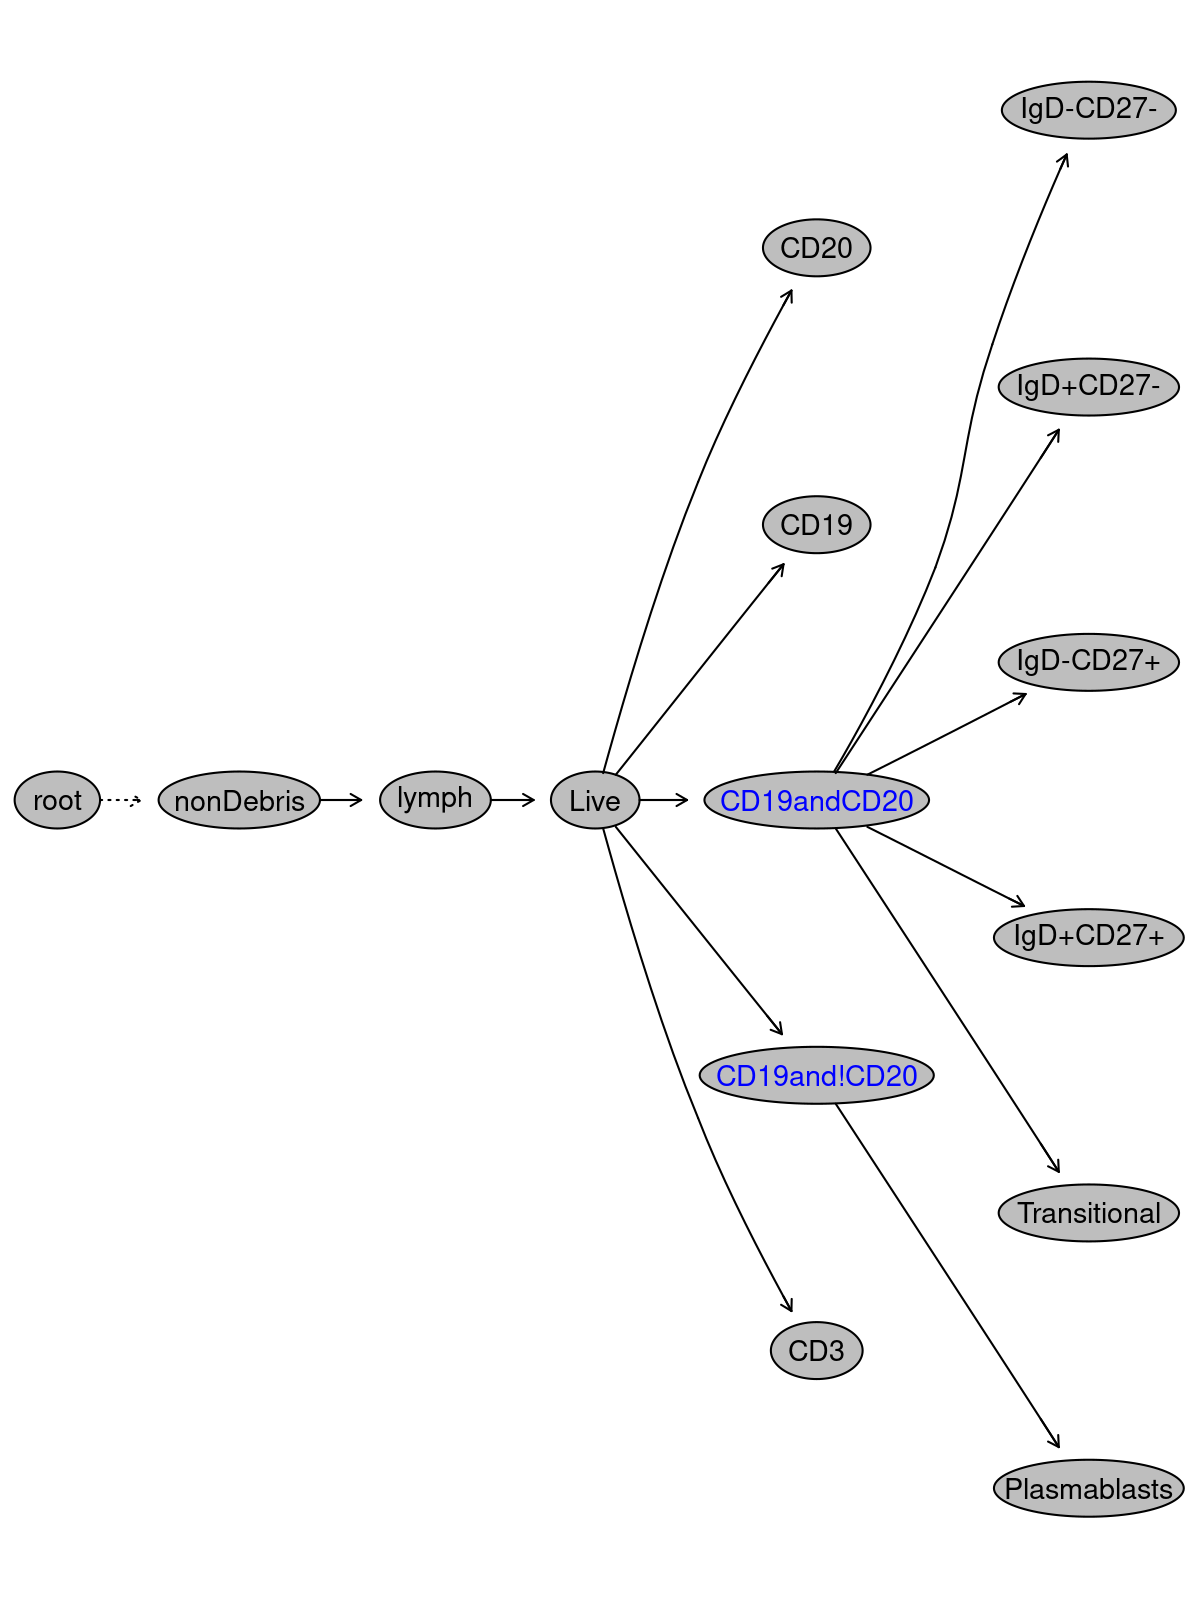 root
nonDebris
lymph
Live
CD20
CD19
CD19andCD20
CD19and!CD20
CD3
IgD-CD27-
IgD+CD27-
IgD-CD27+
IgD+CD27+
Transitional
Plasmablasts